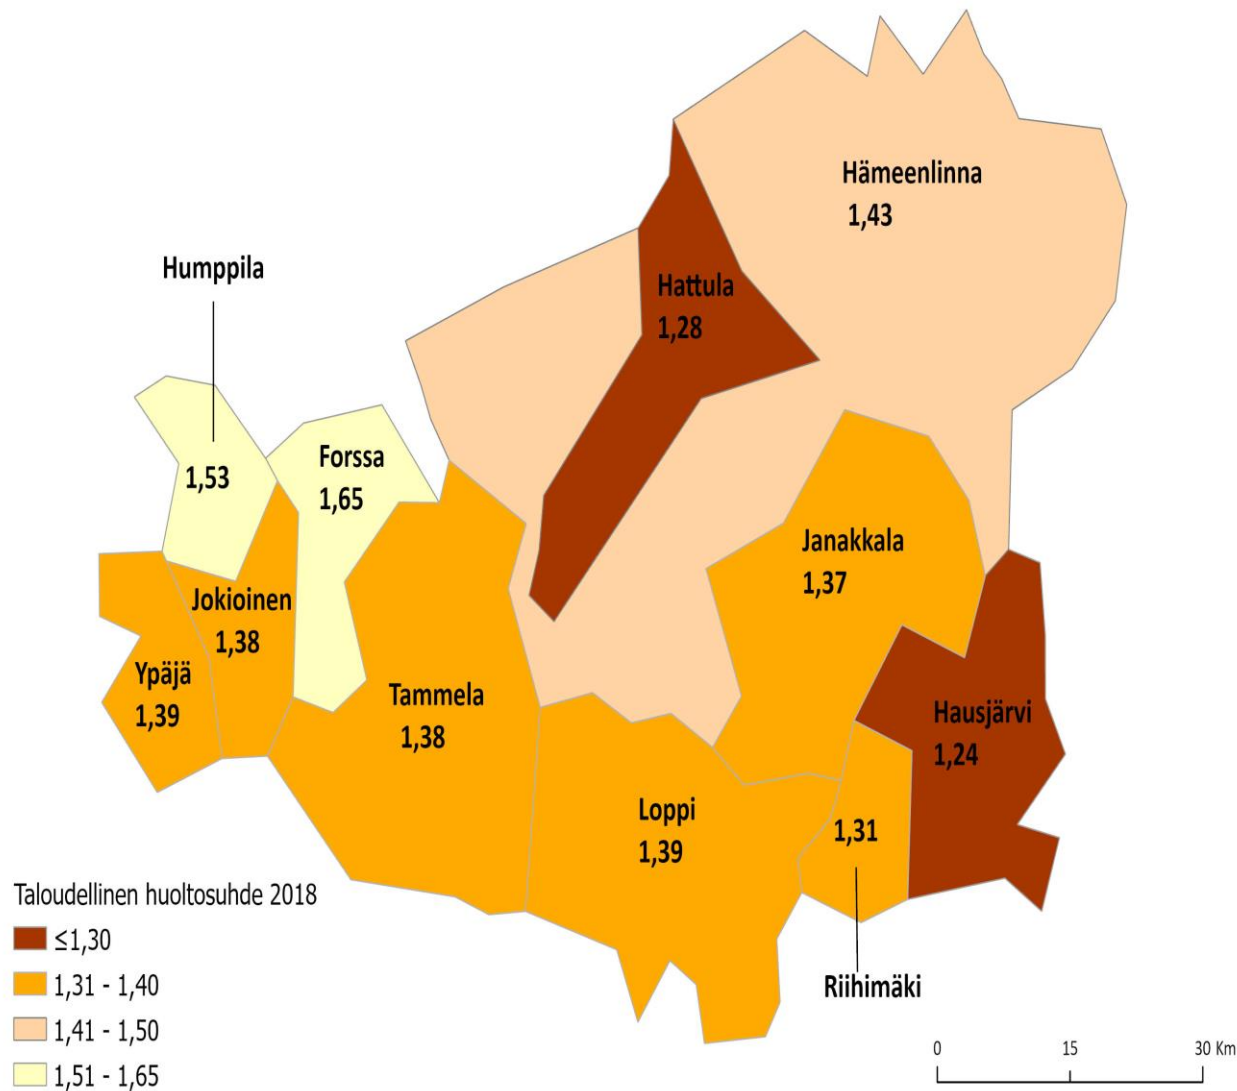 Hämeenlinna
1,43
Humppila
1,53
Hattula
1,28
Forssa
1,65
Janakkala
1,37
Jokioinen
1,38
Ypäjä
1,39
Tammela
1,38
Hausjärvi
1,24
Loppi
1,39
1,31
Riihimäki
Taloudellinen huoltosuhde 2018
≤1,30
1,31 - 1,40
1,41 - 1,50
1,51 - 1,65
0 15 30 Km